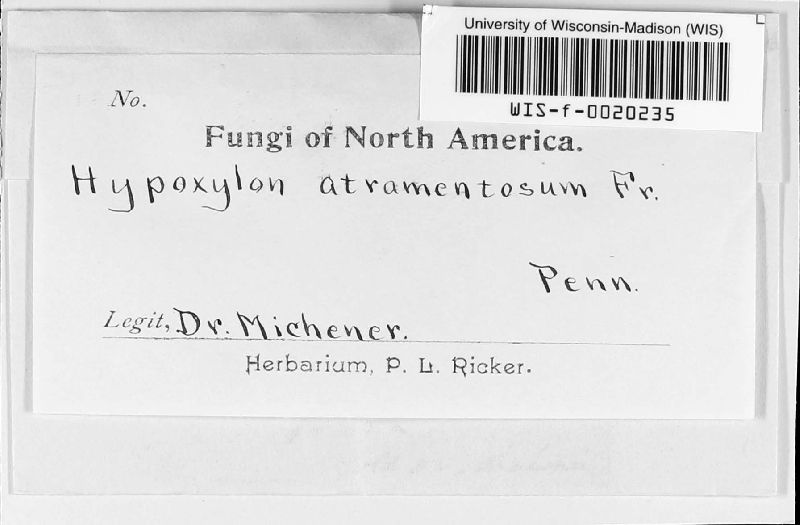 University of Wisconsin-Madison (WIS)
WIS-f-0020235
No.
Fungi of North America.
Hypoxylon atramentosum Fr.
Penn.
Legit, Dr. Michener.
Herbarium, P. L. Ricker.